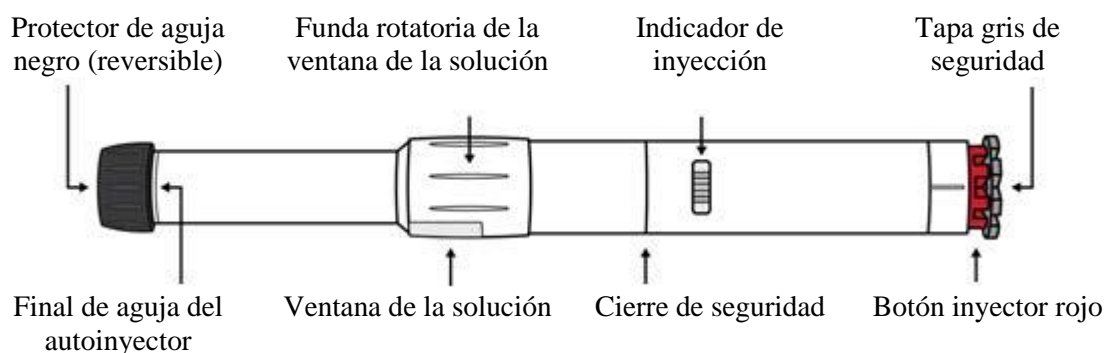 Protector de aguja
negro (reversible)
Funda rotatoria de la
ventana de la solución
Indicador de
inyección
Tapa gris de
seguridad
Final de aguja del
autoinyector
Ventana de la solución
Cierre de seguridad
Botón inyector rojo